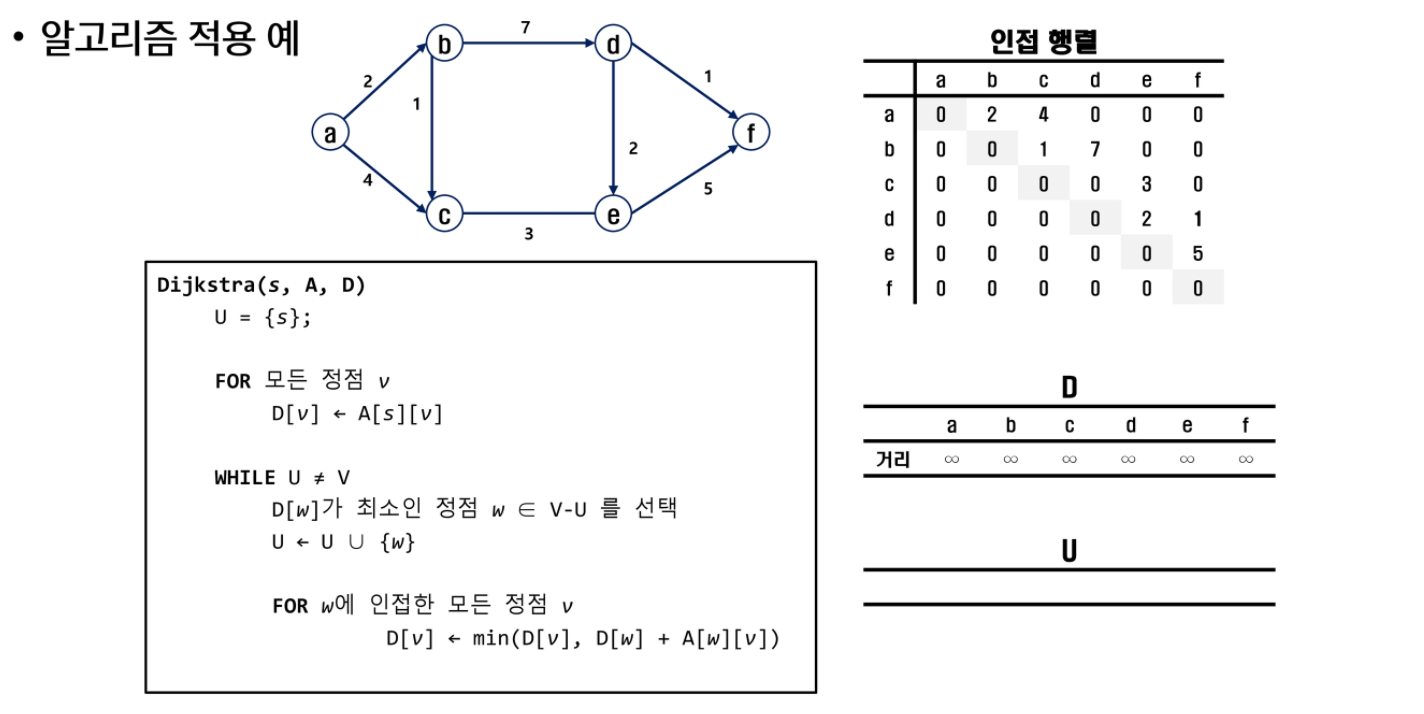 • 알고리즘 적용 예
b
7
d
2
1
1
a
f
2
4
5
c
e
3
Dijkstra(s, A, D)
U = {s};
FOR 모든 정점 v
D[v] ← A[s][v]
WHILE U ≠ V
D[w]가 최소인 정점 w ∈ V-U 를 선택
U ← U ∪ {w}
FOR w에 인접한 모든 정점 v
D[v] ← min(D[v], D[w] + A[w][v])
인접 행렬
a b c d e f
a 0 2 4 0 0 0
b 0 0 1 7 0 0
c 0 0 0 0 3 0
d 0 0 0 0 2 1
e 0 0 0 0 0 5
f 0 0 0 0 0 0
D
a b c d e f
거리 ∞ ∞ ∞ ∞ ∞ ∞
U